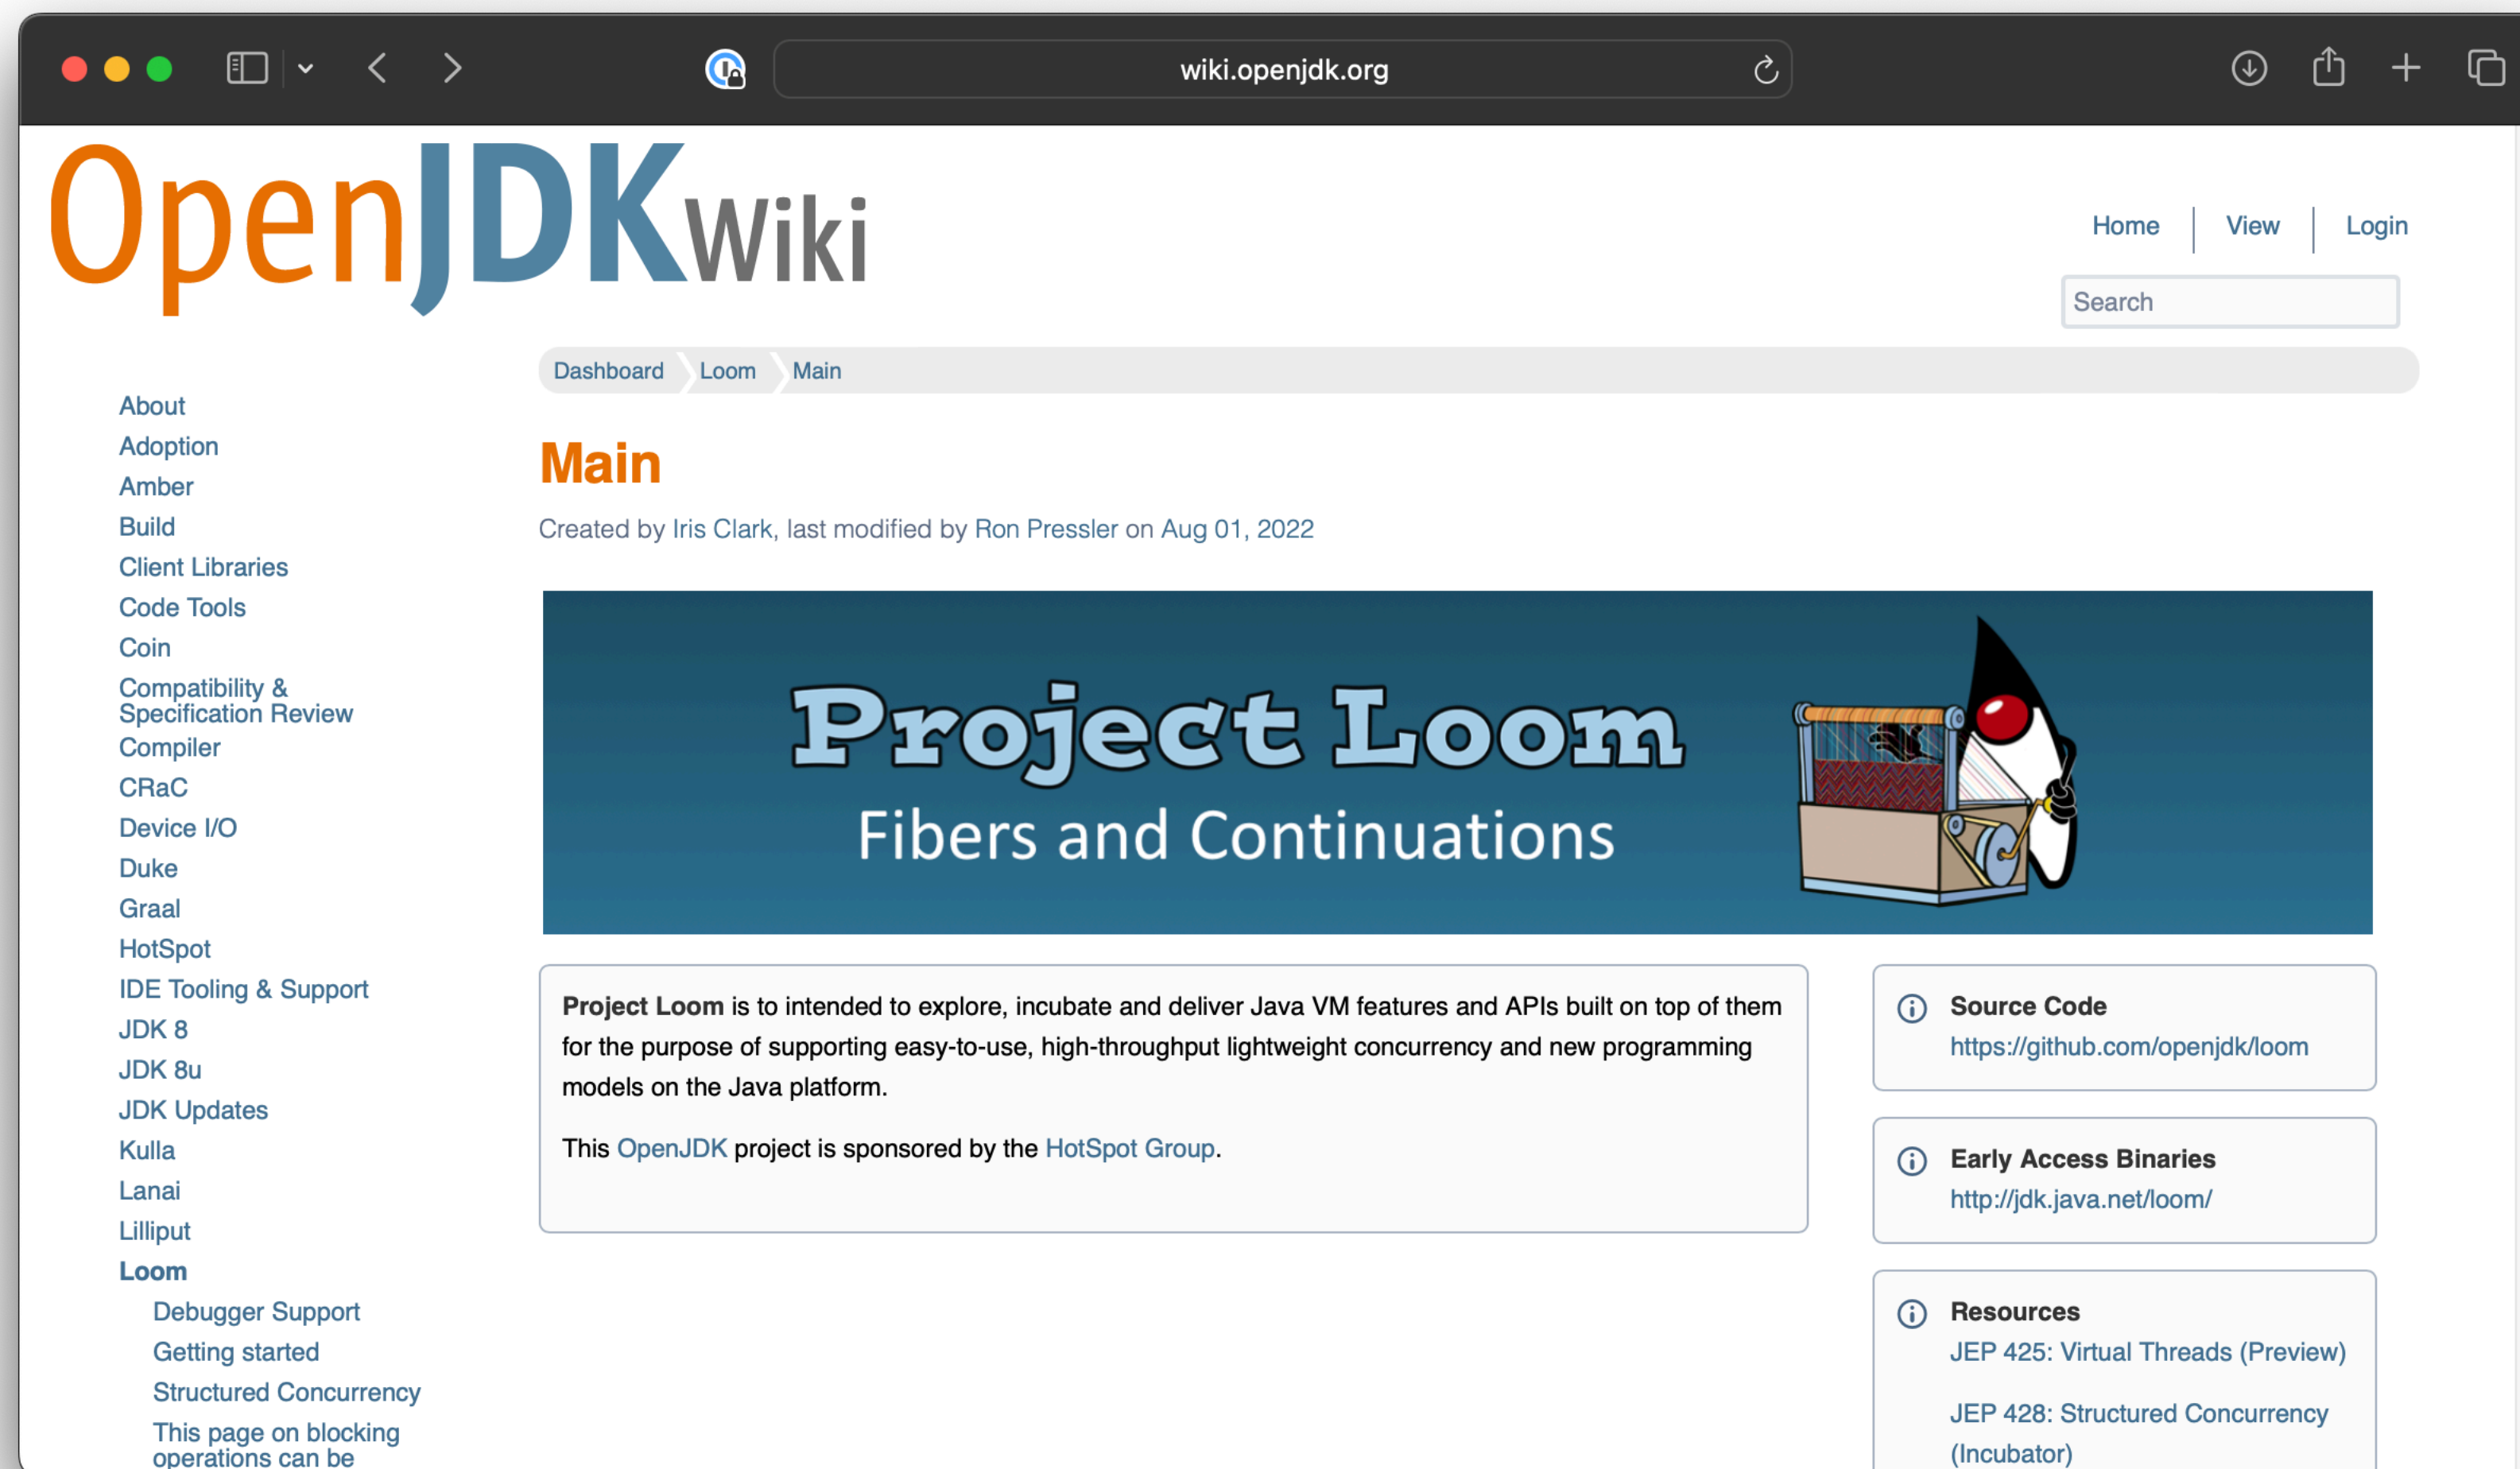 wiki.openjdk.org
OpenJDK Wiki
Home
View
Login
Search
Dashboard Loom Main
About
Adoption
Amber
Build
Client Libraries
Code Tools
Coin
Compatibility &
Specification Review
Compiler
CRaC
Device I/O
Duke
Graal
HotSpot
IDE Tooling & Support
JDK 8
JDK 8u
JDK Updates
Kulla
Lanai
Lilliput
Loom
Debugger Support
Getting started
Structured Concurrency
This page on blocking
operations can be
Main
Created by Iris Clark, last modified by Ron Pressler on Aug 01, 2022
Project Loom
Fibers and Continuations
Project Loom is to intended to explore, incubate and deliver Java VM features and APIs built on top of them
for the purpose of supporting easy-to-use, high-throughput lightweight concurrency and new programming
models on the Java platform.
This OpenJDK project is sponsored by the HotSpot Group.
Source Code
https://github.com/openjdk/loom
Early Access Binaries
http://jdk.java.net/loom/
Resources
JEP 425: Virtual Threads (Preview)
JEP 428: Structured Concurrency
(Incubator)